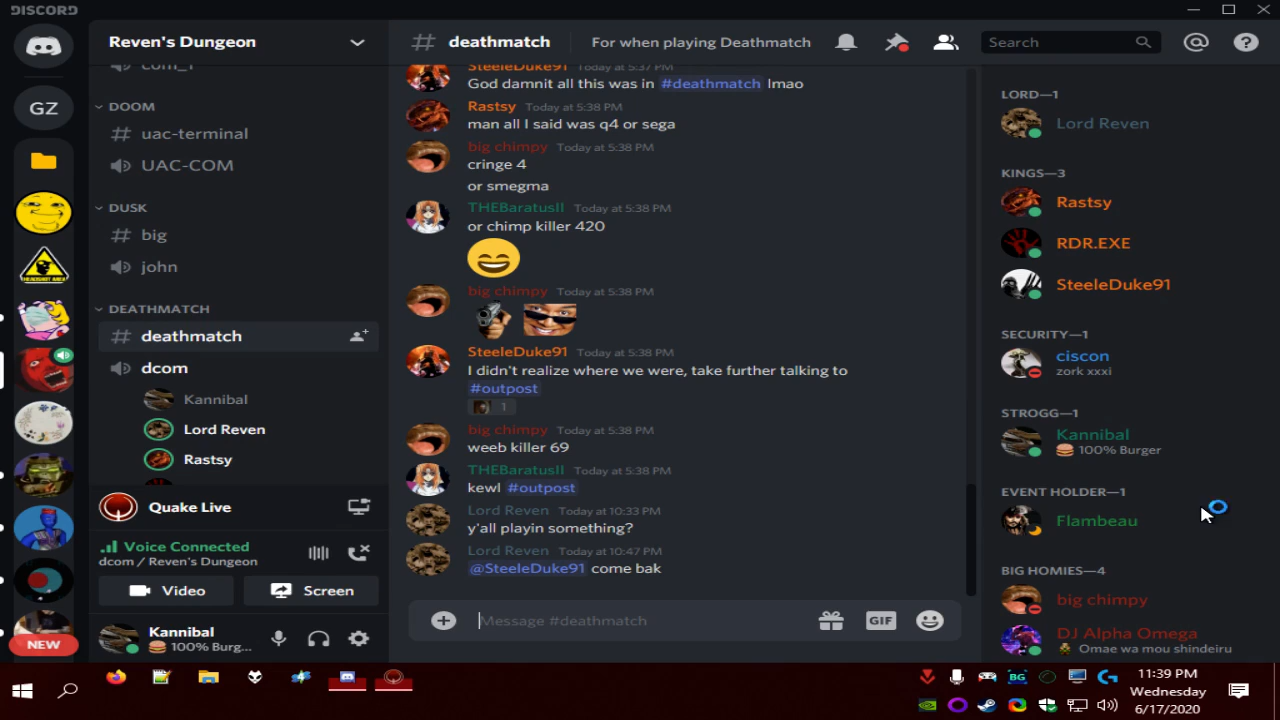 DISCORD
GZ
NEW
Reven's Dungeon
com_1
DOOM
# uac-terminal
UAC-COM
DUSK
# big
john
DEATHMATCH
# deathmatch
dcom
Kannibal
Lord Reven
Rastsy
Quake Live
Voice Connected
dcom / Reven's Dungeon
Video
Screen
Kannibal
100% Burg...
# deathmatch
For when playing Deathmatch
Search
SteeleDuke91 Today at 5:37 PM
God damnit all this was in #deathmatch lmao
Rastsy Today at 5:38 PM
man all I said was q4 or sega
big chimpy Today at 5:38 PM
cringe 4
or smegma
THEBaratusII Today at 5:38 PM
or chimp killer 420
big chimpy Today at 5:38 PM
SteeleDuke91 Today at 5:38 PM
I didn't realize where we were, take further talking to
#outpost
1
big chimpy Today at 5:38 PM
weeb killer 69
THEBaratusII Today at 5:38 PM
kewl #outpost
Lord Reven Today at 10:33 PM
y'all playin something?
Lord Reven Today at 10:47 PM
@SteeleDuke91 come bak
Message #deathmatch
GIF
LORD—1
Lord Reven
KINGS—3
Rastsy
RDR.EXE
SteeleDuke91
SECURITY—1
ciscon
zork xxxi
STROGG—1
Kannibal
100% Burger
EVENT HOLDER—1
Flambeau
BIG HOMIES—4
big chimpy
DJ Alpha Omega
Omae wa mou shindeiru
BG
11:39 PM
Wednesday
6/17/2020